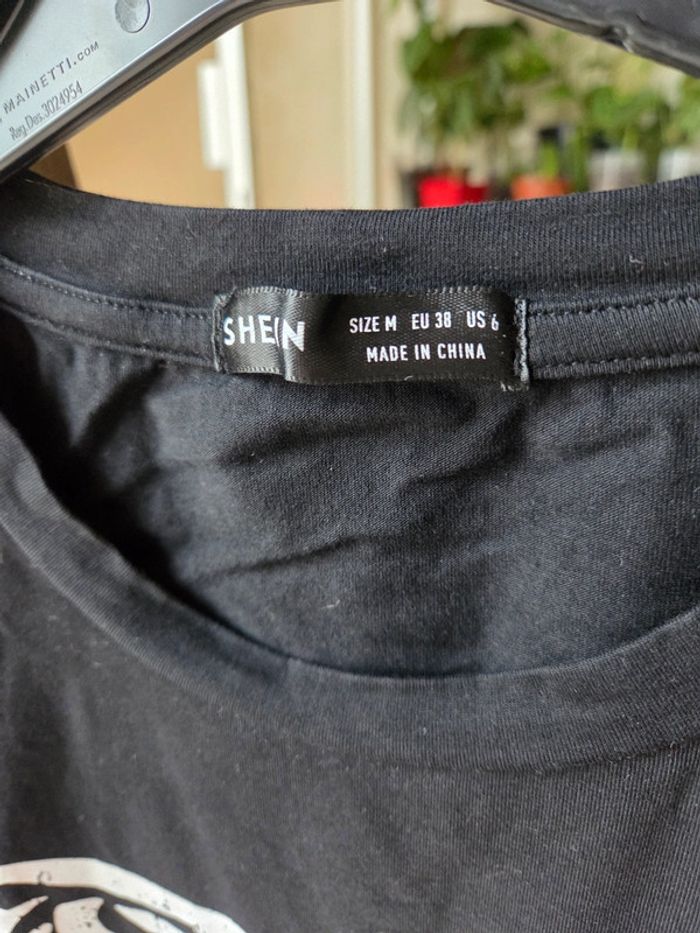 MAINETTI.COM
Reg.Des.3024954
SHEIN
SIZE M EU 38 US 6
MADE IN CHINA